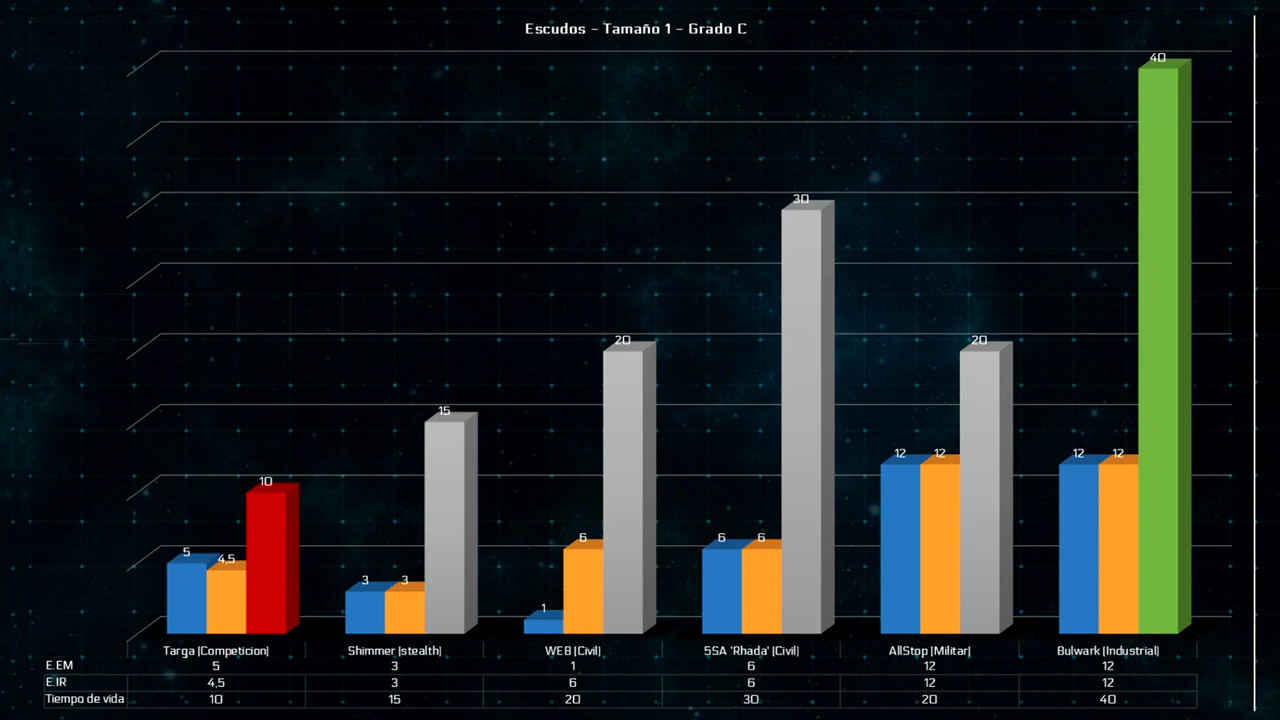 Escudos - Tamaño 1 - Grado C
5 4,5 10 3 3 15 1 6 20 6 6 30 12 12 20 12 12 40
Targa |Competicion| Shimmer |stealth| WEB |Civil| 5SA 'Rhada' |Civil| AllStop |Militar| Bulwark |Industrial|
E.EM 5 3 1 6 12 12
E.IR 4,5 3 6 6 12 12
Tiempo de vida 10 15 20 30 20 40